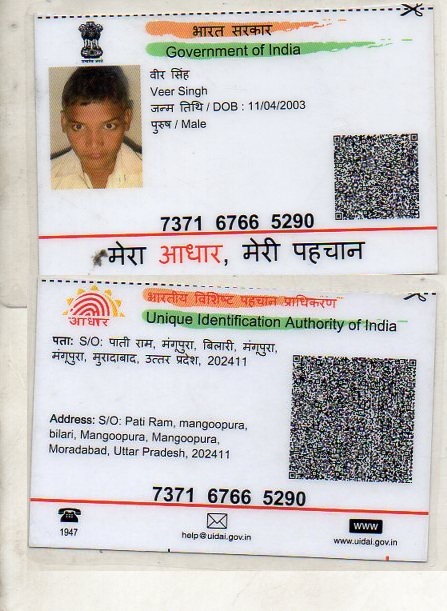 भारत सरकार
Government of India
वीर सिंह
Veer Singh
जन्म तिथि / DOB : 11/04/2003
पुरुष / Male
7371 6766 5290
मेरा आधार, मेरी पहचान
भारतीय विशिष्ट पहचान प्राधिकरण
Unique Identification Authority of India
आधार
पता: S/O: पाती राम, मंगूपुरा, बिलारी, मंगूपुरा,
मंगूपुरा, मुरादाबाद, उत्तर प्रदेश, 202411
Address: S/O: Pati Ram, mangoopura,
bilari, Mangoopura, Mangoopura,
Moradabad, Uttar Pradesh, 202411
7371 6766 5290
1947
help@uidai.gov.in
www
www.uidai.gov.in